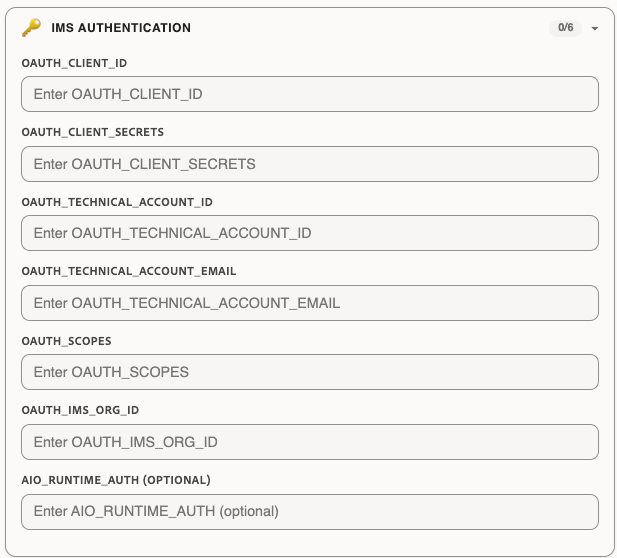 IMS AUTHENTICATION 0/6
OAUTH_CLIENT_ID
Enter OAUTH_CLIENT_ID
OAUTH_CLIENT_SECRETS
Enter OAUTH_CLIENT_SECRETS
OAUTH_TECHNICAL_ACCOUNT_ID
Enter OAUTH_TECHNICAL_ACCOUNT_ID
OAUTH_TECHNICAL_ACCOUNT_EMAIL
Enter OAUTH_TECHNICAL_ACCOUNT_EMAIL
OAUTH_SCOPES
Enter OAUTH_SCOPES
OAUTH_IMS_ORG_ID
Enter OAUTH_IMS_ORG_ID
AIO_RUNTIME_AUTH (OPTIONAL)
Enter AIO_RUNTIME_AUTH (optional)